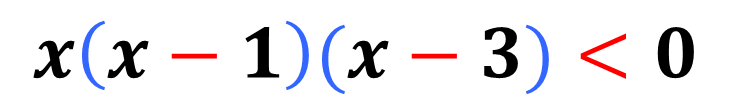 x(x − 1)(x − 3) < 0